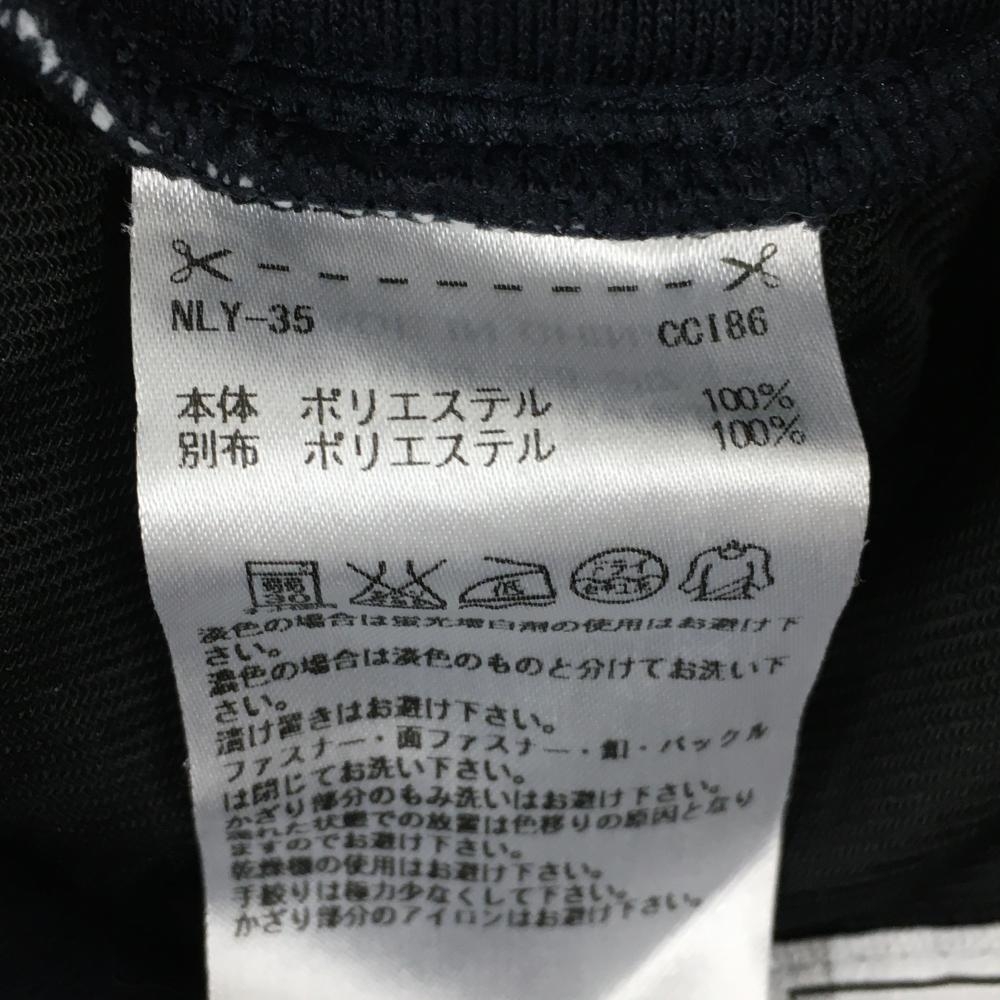 NLY-35 CCI86
本体 ポリエステル 100%
別布 ポリエステル 100%
弱 30
低
ドライ
淡色の場合は蛍光増白剤の使用はお避け下
さい。
濃色の場合は淡色のものと分けてお洗い下
さい。
漬け置きはお避け下さい。
ファスナー・面ファスナー・釦・バックル
は閉じてお洗い下さい。
かざり部分のもみ洗いはお避け下さい。
濡れた状態での放置は色移りの原因となり
ますのでお避け下さい。
乾燥機の使用はお避け下さい。
手絞りは極力少なくして下さい。
かざり部分のアイロンはお避け下さい。